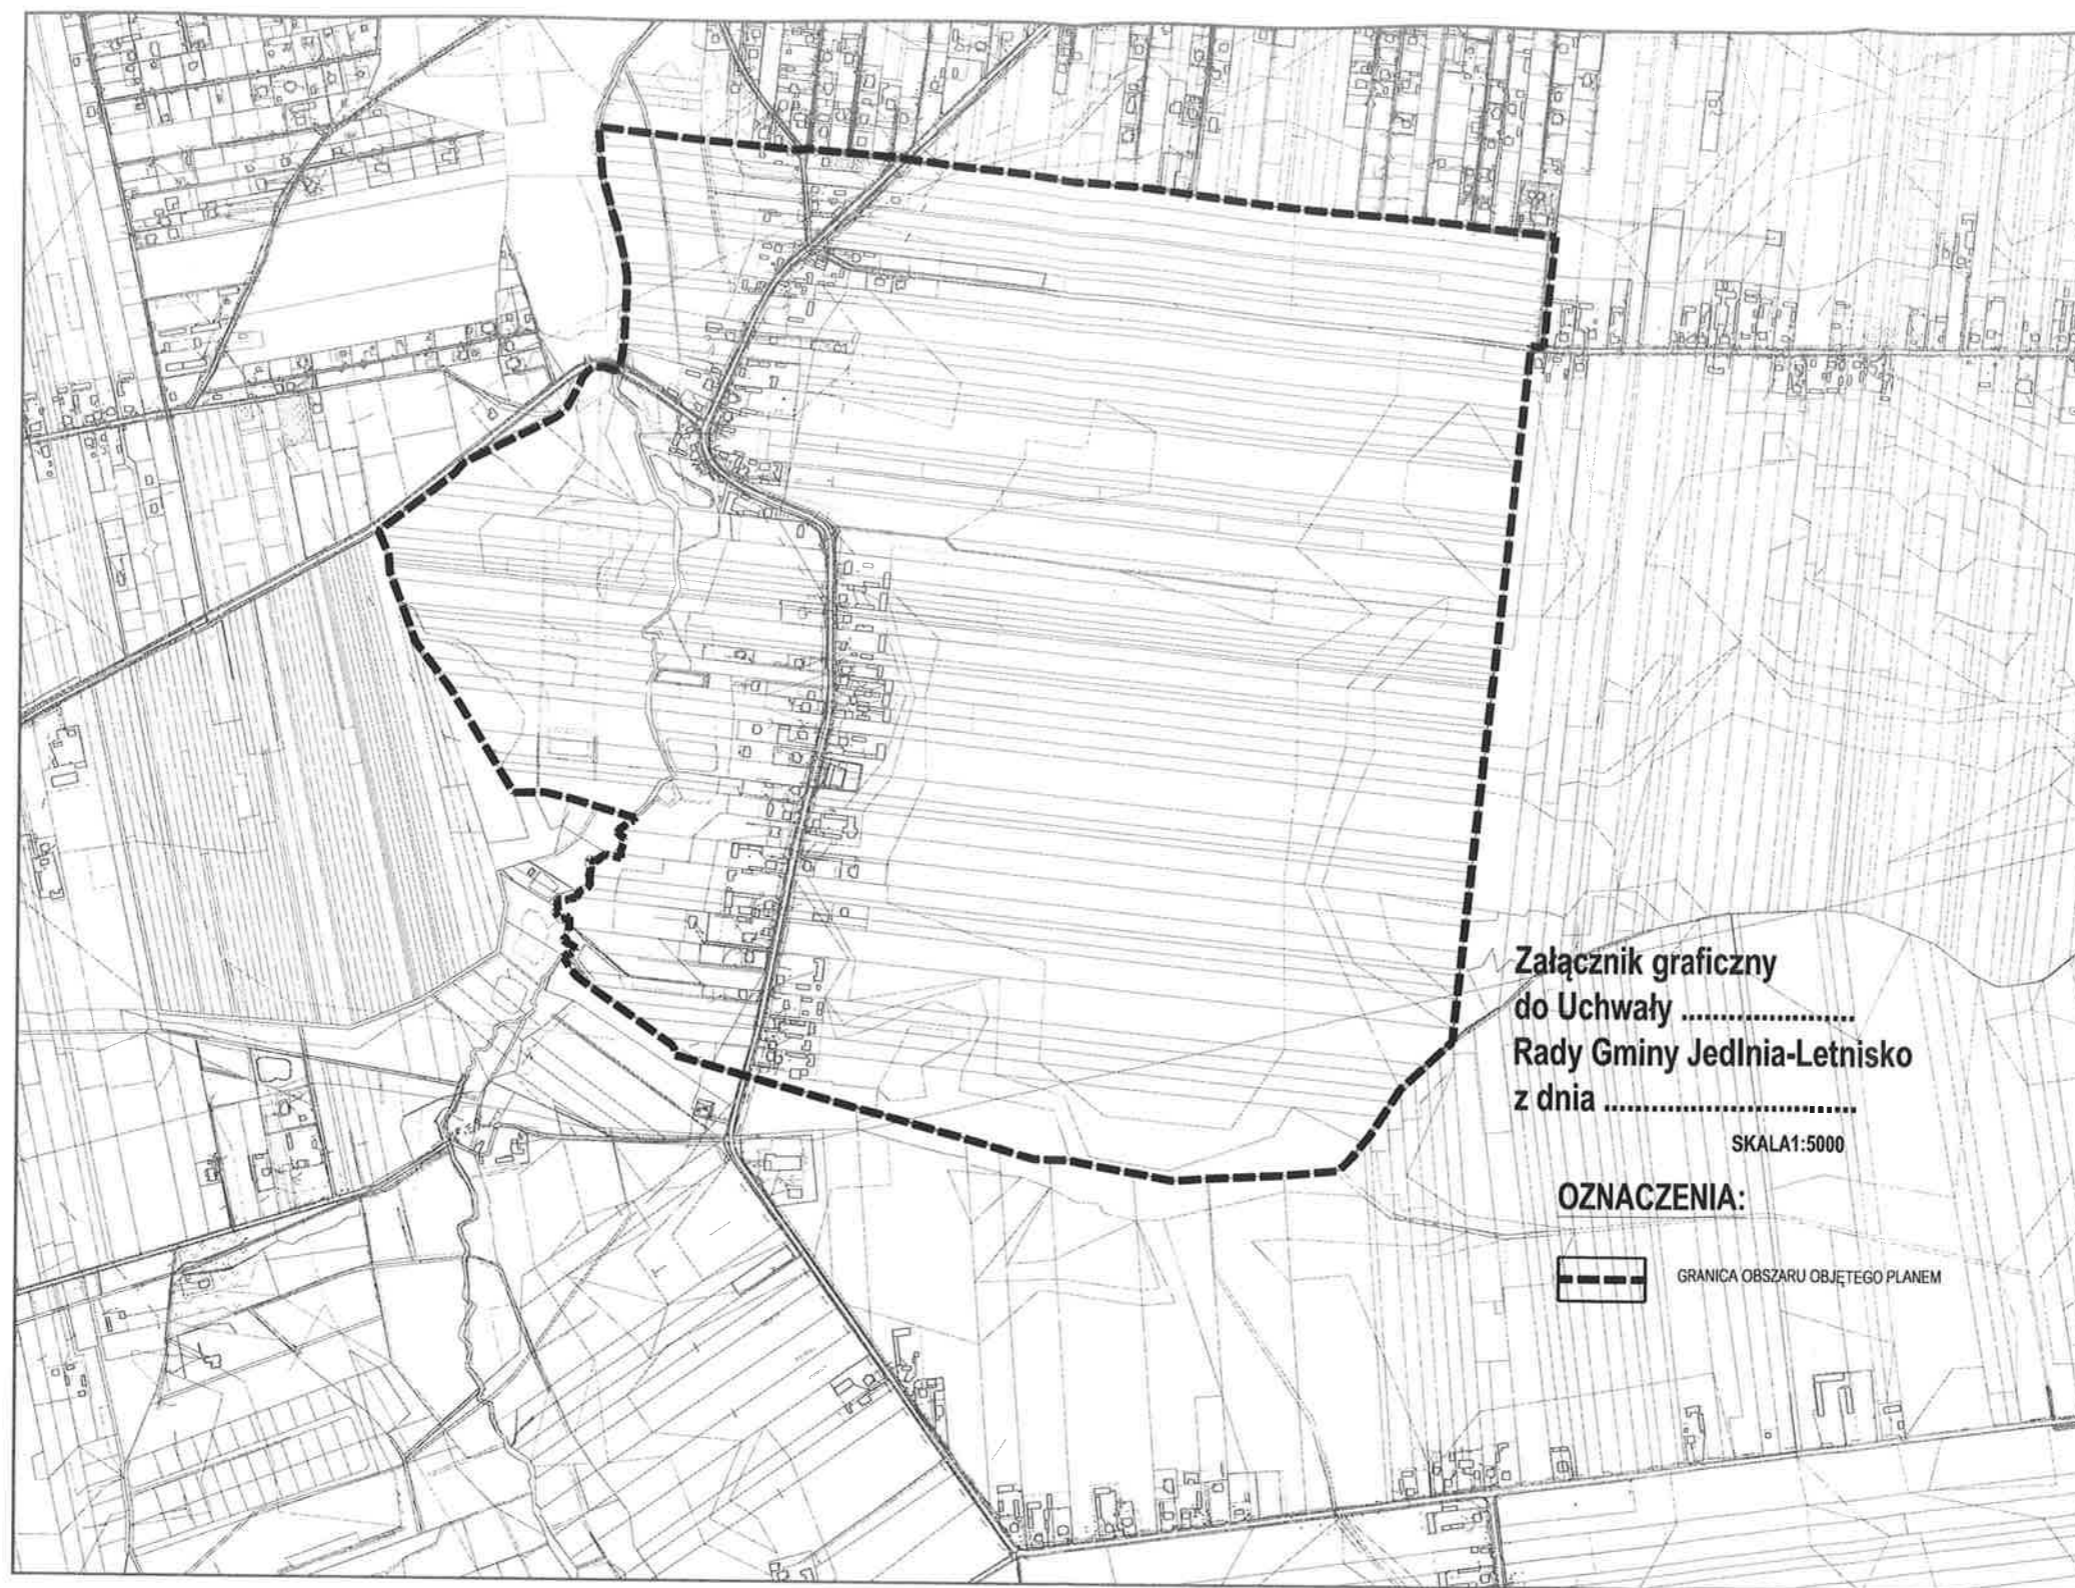 Załącznik graficzny
do Uchwały ......................
Rady Gminy Jedlnia-Letnisko
z dnia ................................
SKALA1:5000
OZNACZENIA:
GRANICA OBSZARU OBJĘTEGO PLANEM